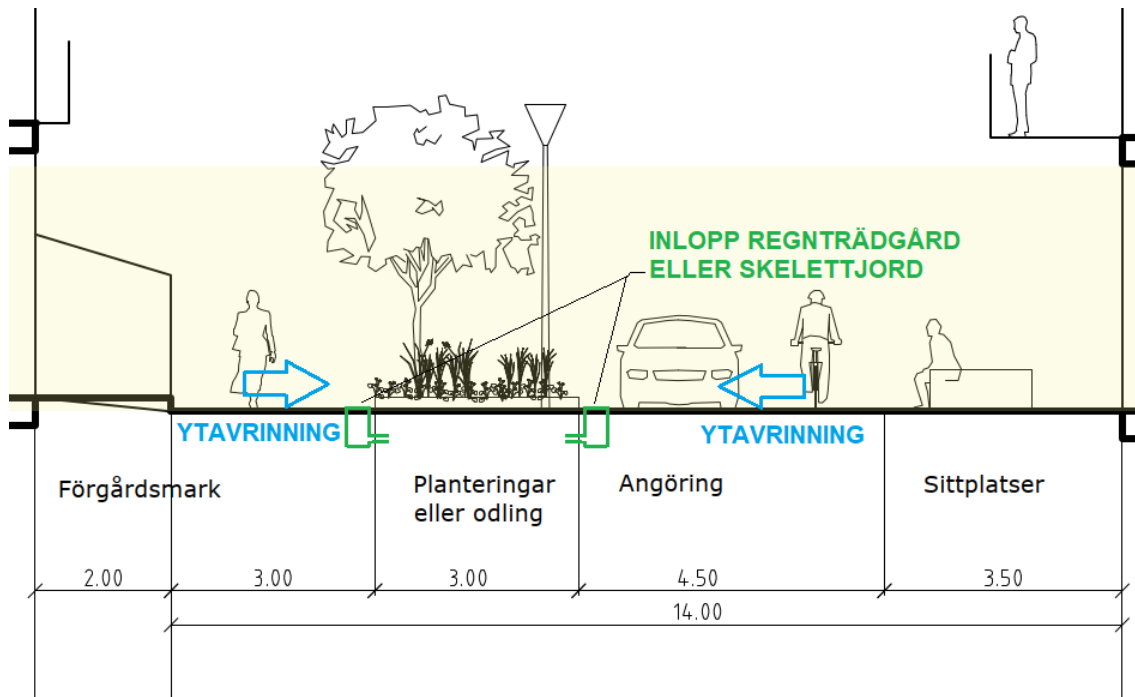 INLOPP REGNTRÄDGÅRD
ELLER SKELETTJORD
YTAVRINNING
YTAVRINNING
Förgårdsmark
Planteringar
eller odling
Angöring
Sittplatser
2.00
3.00
3.00
4.50
3.50
14.00